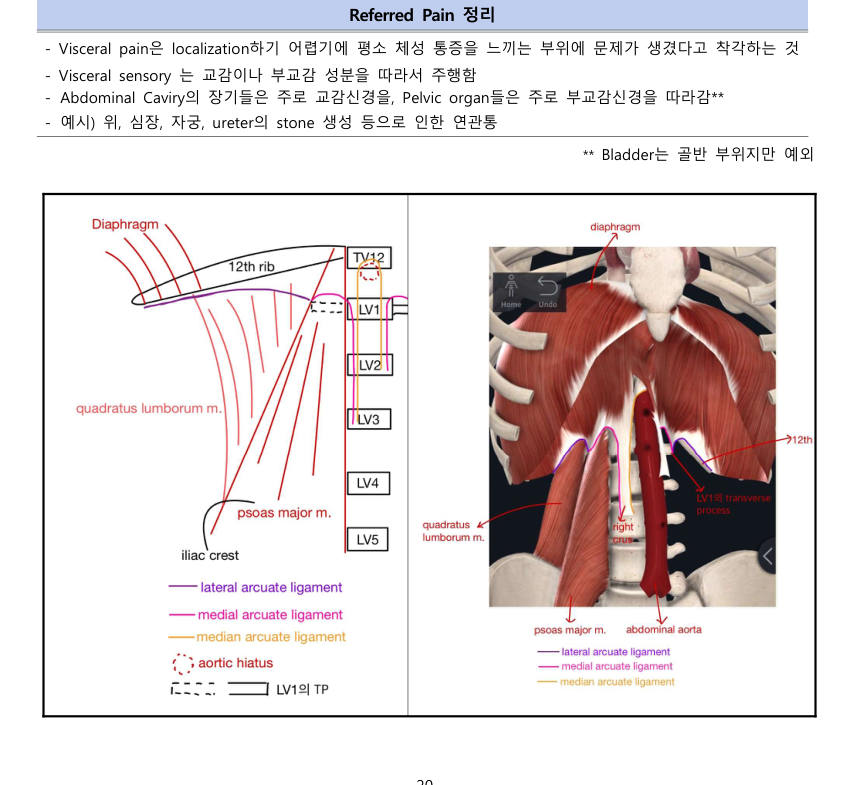 Referred Pain 정리
- Visceral pain은 localization하기 어렵기에 평소 체성 통증을 느끼는 부위에 문제가 생겼다고 착각하는 것
- Visceral sensory 는 교감이나 부교감 성분을 따라서 주행함
- Abdominal Caviry의 장기들은 주로 교감신경을, Pelvic organ들은 주로 부교감신경을 따라감**
- 예시) 위, 심장, 자궁, ureter의 stone 생성 등으로 인한 연관통
** Bladder는 골반 부위지만 예외
Diaphragm
12th rib
TV12
LV1
LV2
quadratus lumborum m.
LV3
LV4
psoas major m.
LV5
iliac crest
lateral arcuate ligament
medial arcuate ligament
median arcuate ligament
aortic hiatus
LV1의 TP
diaphragm
Home
Undo
12th
LV1의 transverse
process
quadratus
lumborum m.
right
crus
psoas major m.
abdominal aorta
lateral arcuate ligament
medial arcuate ligament
median arcuate ligament
20